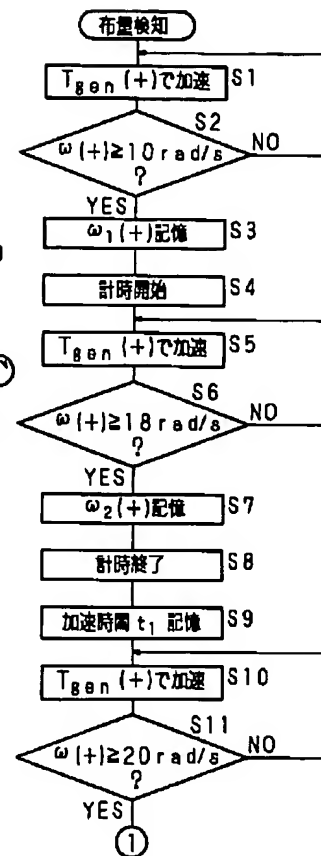 布量検知
Tgen(+)で加速 S1
S2
ω(+)≧10rad/s NO
?
YES
ω1(+)記憶 S3
計時開始 S4
Tgen(+)で加速 S5
S6
ω(+)≧18rad/s NO
?
YES
ω2(+)記憶 S7
計時終了 S8
加速時間 t1 記憶 S9
Tgen(+)で加速 S10
S11
ω(+)≧20rad/s NO
?
YES
1